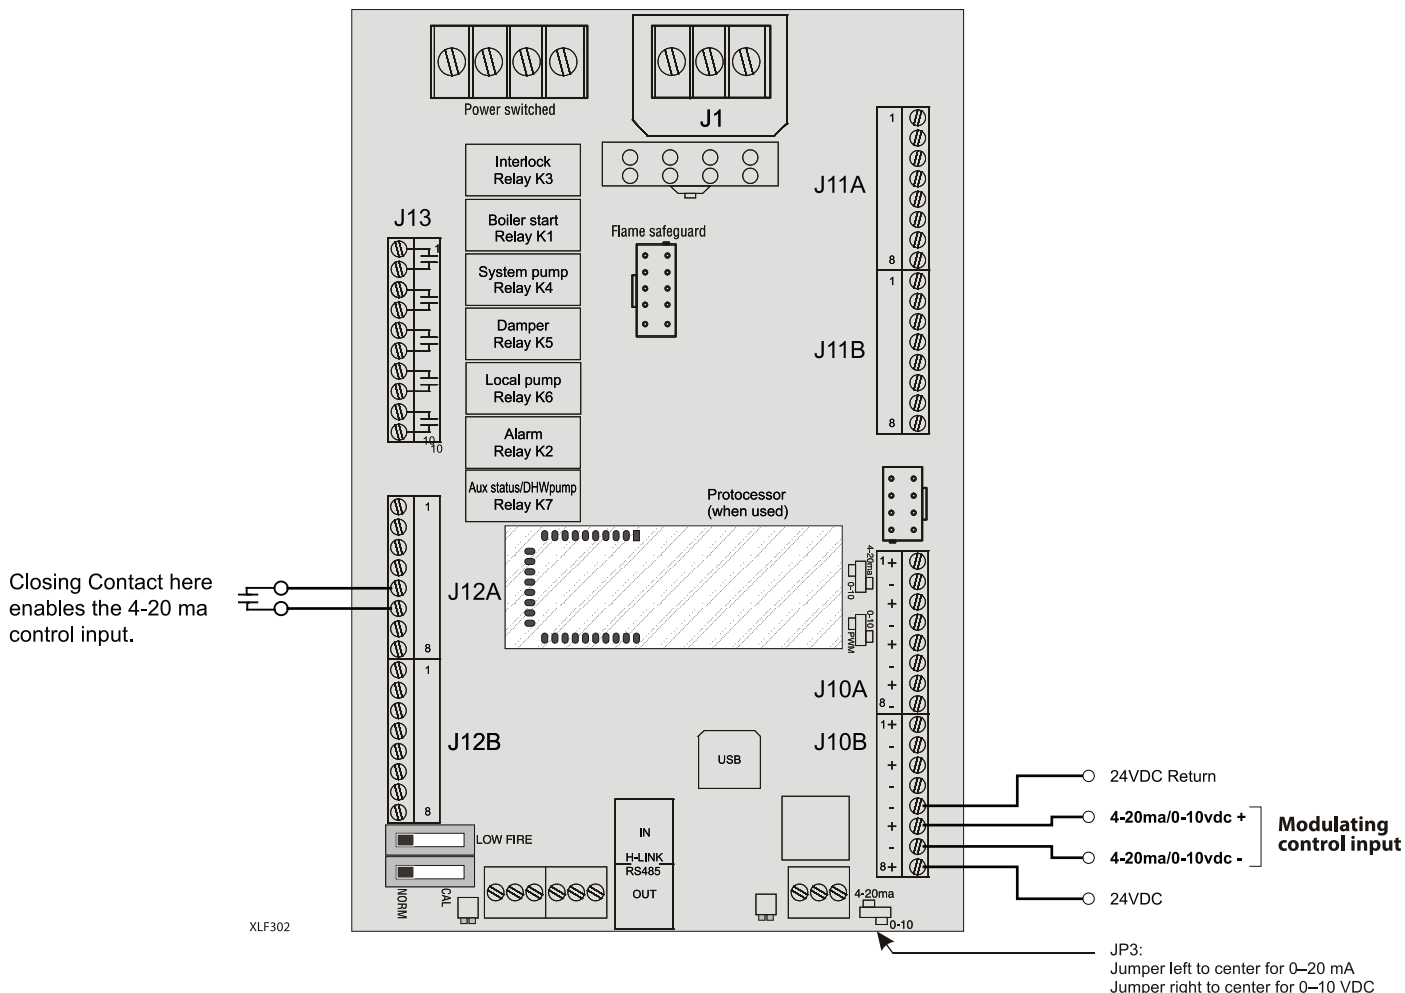 Power switched
J1
Interlock
Relay K3
Boiler start
Relay K1
System pump
Relay K4
Damper
Relay K5
Local pump
Relay K6
Alarm
Relay K2
Aux status/DHWpump
Relay K7
Flame safeguard
J13
1
10
10
J11A
1
8
J11B
1
8
Protocessor
(when used)
Closing Contact here
enables the 4-20 ma
control input.
J12A
1
8
J12B
1
8
4-20ma
0-10
0-10
PWM
J10A
1+
-
+
-
+
-
+
8-
J10B
1+
-
+
-
-
+
-
8+
USB
24VDC Return
4-20ma/0-10vdc +
4-20ma/0-10vdc -
Modulating
control input
24VDC
LOW FIRE
NORM
CAL
IN
H-LINK
RS485
OUT
4-20ma
0-10
XLF302
JP3:
Jumper left to center for 0–20 mA
Jumper right to center for 0–10 VDC